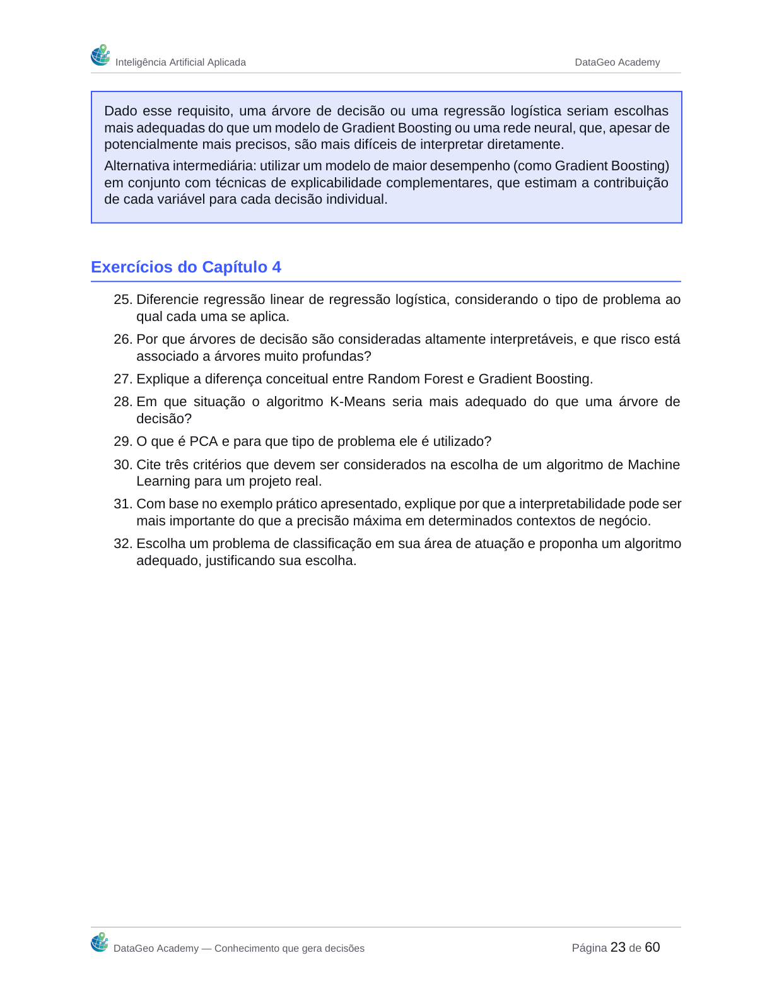 Inteligência Artificial Aplicada
DataGeo Academy
Dado esse requisito, uma árvore de decisão ou uma regressão logística seriam escolhas
mais adequadas do que um modelo de Gradient Boosting ou uma rede neural, que, apesar de
potencialmente mais precisos, são mais difíceis de interpretar diretamente.
Alternativa intermediária: utilizar um modelo de maior desempenho (como Gradient Boosting)
em conjunto com técnicas de explicabilidade complementares, que estimam a contribuição
de cada variável para cada decisão individual.
Exercícios do Capítulo 4
25. Diferencie regressão linear de regressão logística, considerando o tipo de problema ao
qual cada uma se aplica.
26. Por que árvores de decisão são consideradas altamente interpretáveis, e que risco está
associado a árvores muito profundas?
27. Explique a diferença conceitual entre Random Forest e Gradient Boosting.
28. Em que situação o algoritmo K-Means seria mais adequado do que uma árvore de
decisão?
29. O que é PCA e para que tipo de problema ele é utilizado?
30. Cite três critérios que devem ser considerados na escolha de um algoritmo de Machine
Learning para um projeto real.
31. Com base no exemplo prático apresentado, explique por que a interpretabilidade pode ser
mais importante do que a precisão máxima em determinados contextos de negócio.
32. Escolha um problema de classificação em sua área de atuação e proponha um algoritmo
adequado, justificando sua escolha.
DataGeo Academy — Conhecimento que gera decisões
Página 23 de 60